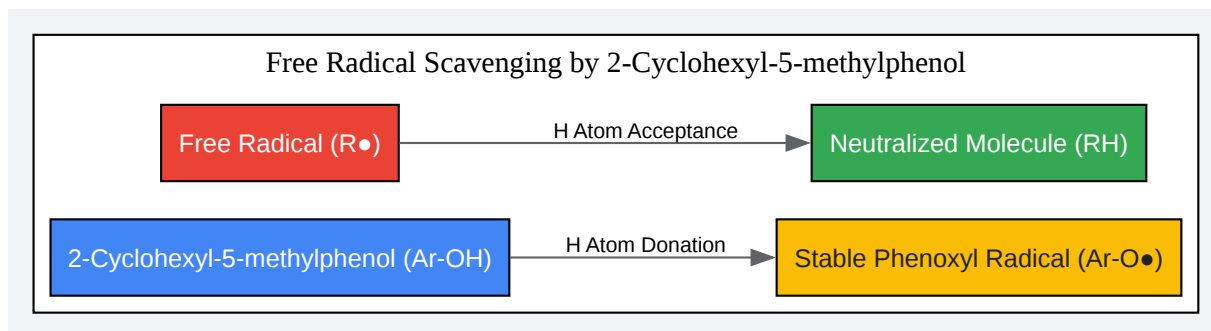 Free Radical Scavenging by 2-Cyclohexyl-5-methylphenol
Free Radical (R●)
H Atom Acceptance
Neutralized Molecule (RH)
2-Cyclohexyl-5-methylphenol (Ar-OH)
H Atom Donation
Stable Phenoxyl Radical (Ar-O●)